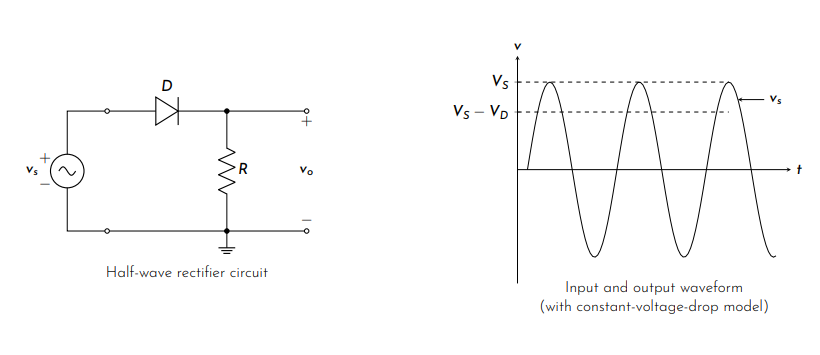 D
+
vs
−
R
+
vo
−
Half-wave rectifier circuit
v
VS
VS − VD
vs
t
Input and output waveform
(with constant-voltage-drop model)